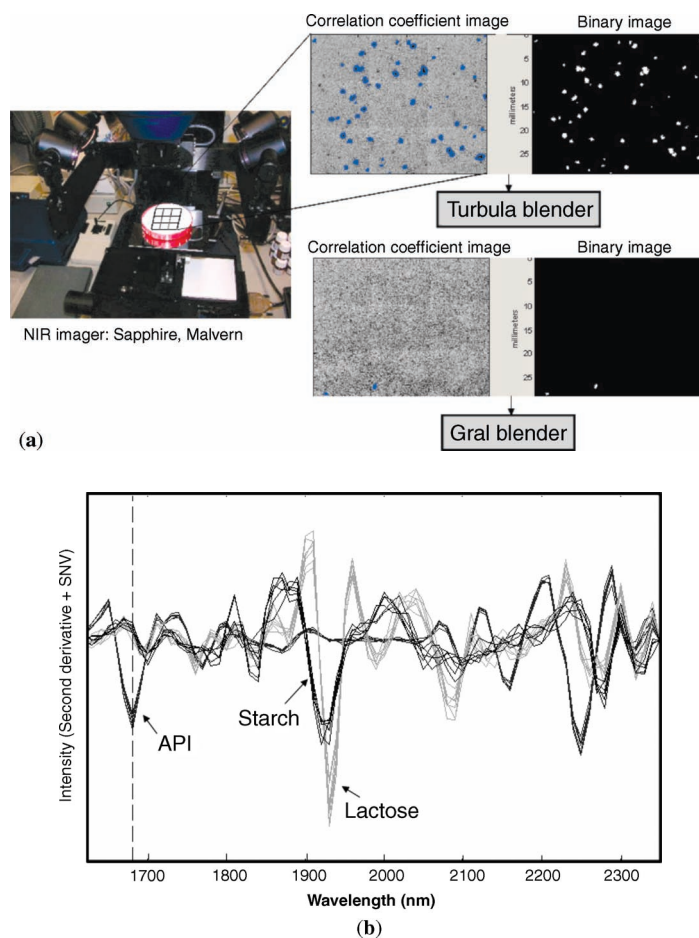 Correlation coefficient image
Binary image
0
5
10
15
20
25
millimeters
Turbula blender
NIR imager: Sapphire, Malvern
Correlation coefficient image
Binary image
0
5
10
15
20
25
millimeters
Gral blender
(a)
Intensity (Second derivative + SNV)
API
Starch
Lactose
1700 1800 1900 2000 2100 2200 2300
Wavelength (nm)
(b)